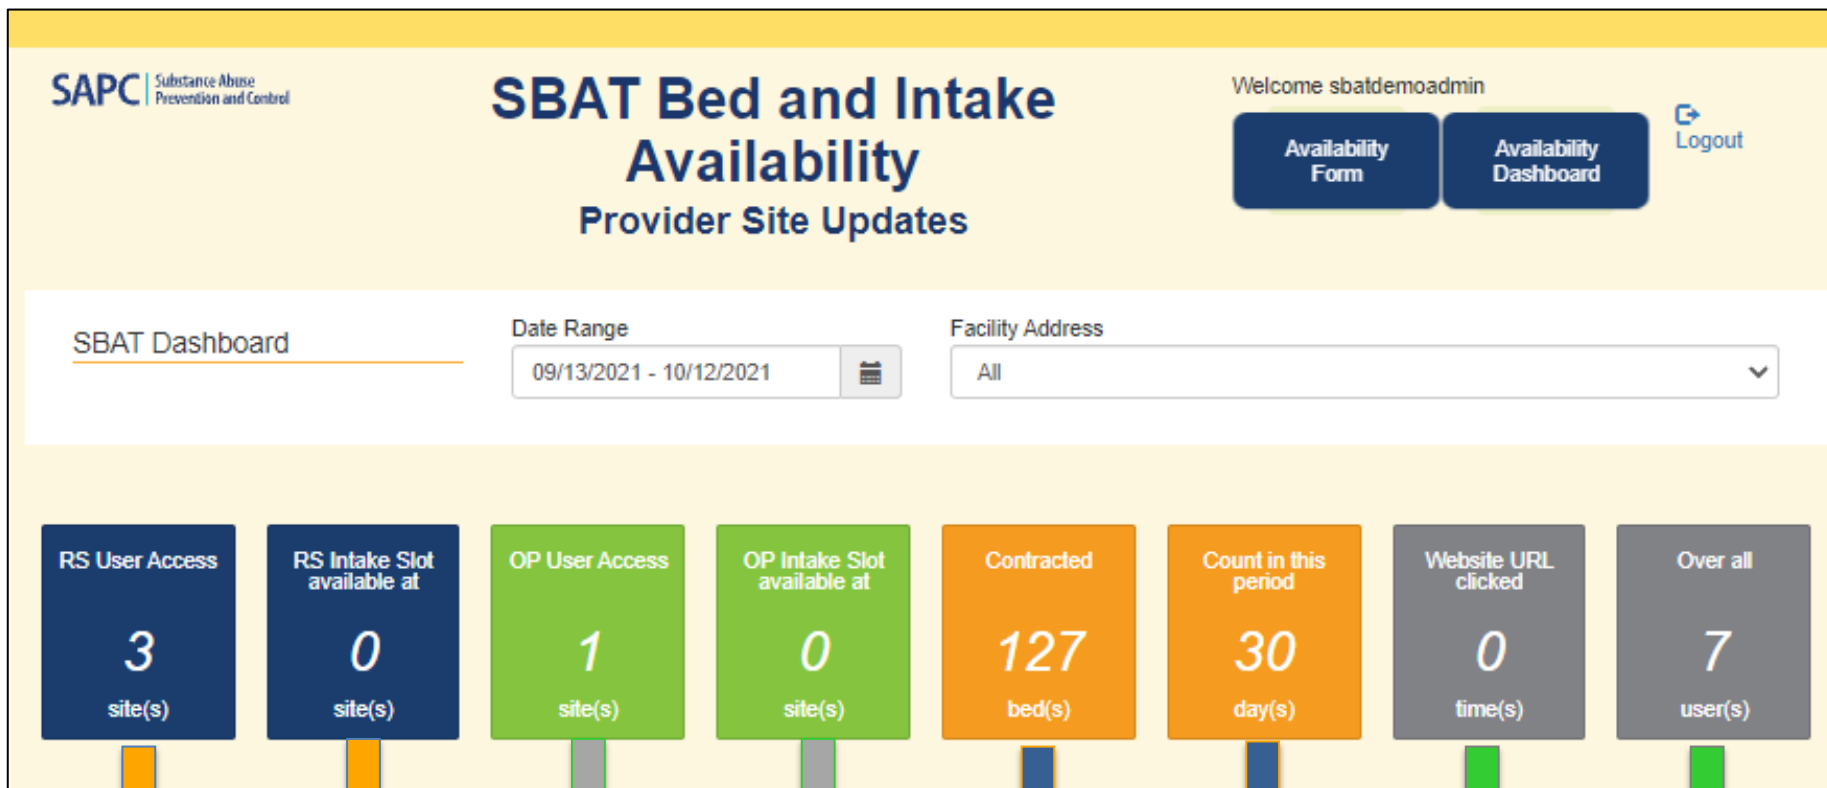 SAPC Substance Abuse
Prevention and Control
SBAT Bed and Intake
Availability
Provider Site Updates
Welcome sbatdemoadmin
Availability
Form
Availability
Dashboard
Logout
SBAT Dashboard
Date Range
09/13/2021 - 10/12/2021
Facility Address
All
RS User Access
3
site(s)
RS Intake Slot
available at
0
site(s)
OP User Access
1
site(s)
OP Intake Slot
available at
0
site(s)
Contracted
127
bed(s)
Count in this
period
30
day(s)
Website URL
clicked
0
time(s)
Over all
7
user(s)